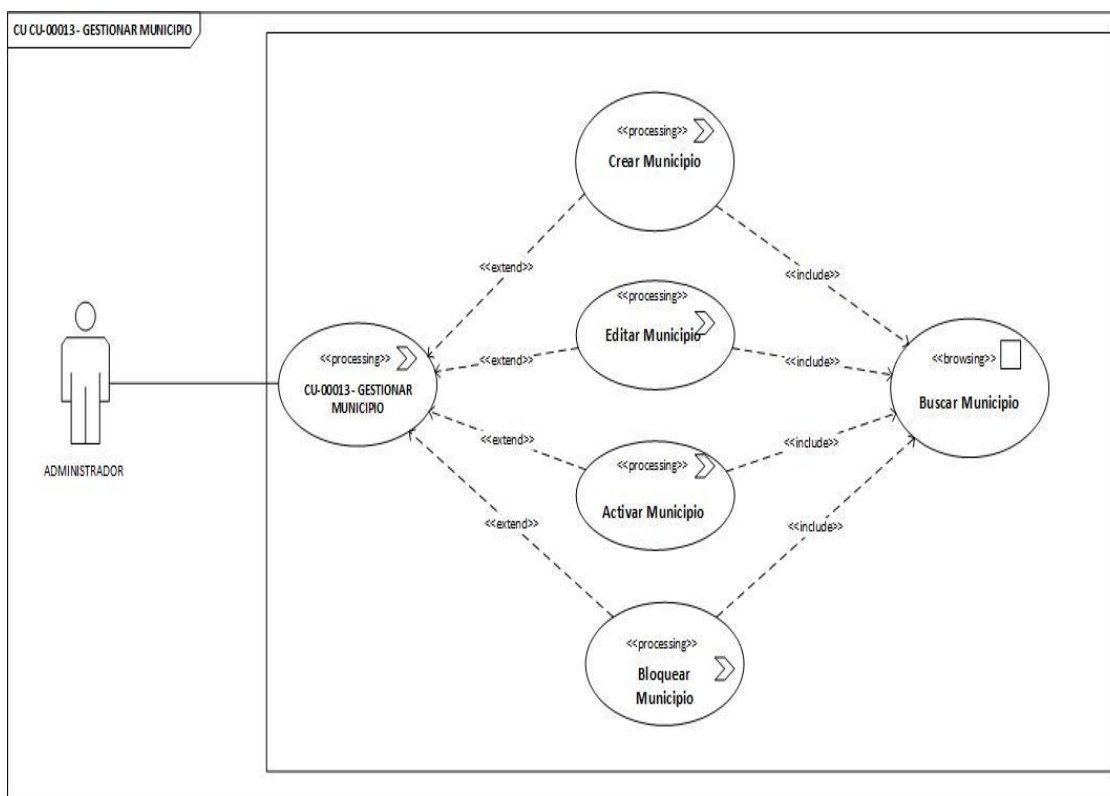 CU CU-00013 - GESTIONAR MUNICIPIO
<<processing>>
Crear Municipio
<<extend>>
<<include>>
<<processing>>
Editar Municipio
<<extend>>
<<include>>
<<processing>>
CU-00013 - GESTIONAR
MUNICIPIO
<<browsing>>
Buscar Municipio
ADMINISTRADOR
<<extend>>
<<include>>
<<processing>>
Activar Municipio
<<extend>>
<<include>>
<<processing>>
Bloquear
Municipio